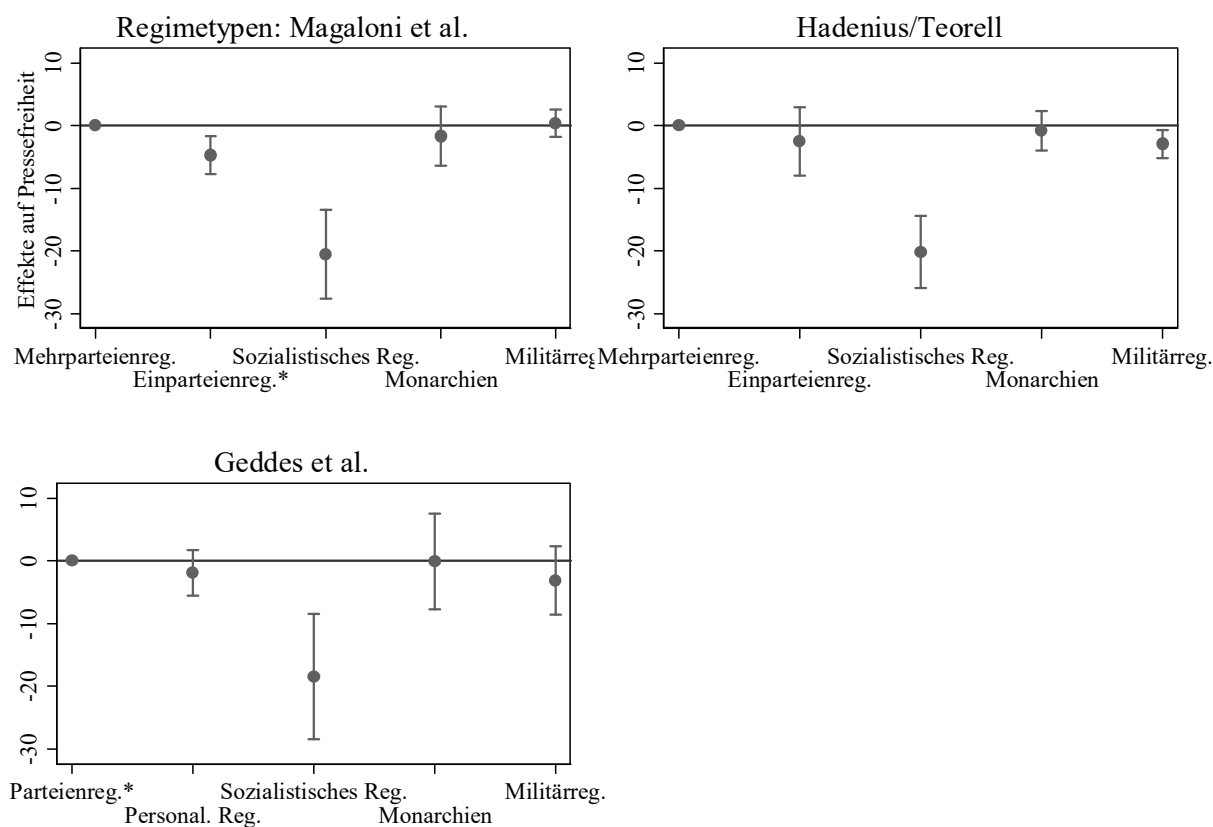 Regimetypen: Magaloni et al.
Effekte auf Pressefreiheit
10
0
-10
-20
-30
Mehrparteienreg.
Einparteienreg.*
Sozialistisches Reg.
Monarchien
Militärreg
Hadenius/Teorell
10
0
-10
-20
-30
Mehrparteienreg.
Einparteienreg.
Sozialistisches Reg.
Monarchien
Militärreg.
Geddes et al.
10
0
-10
-20
-30
Parteienreg.*
Personal. Reg.
Sozialistisches Reg.
Monarchien
Militärreg.